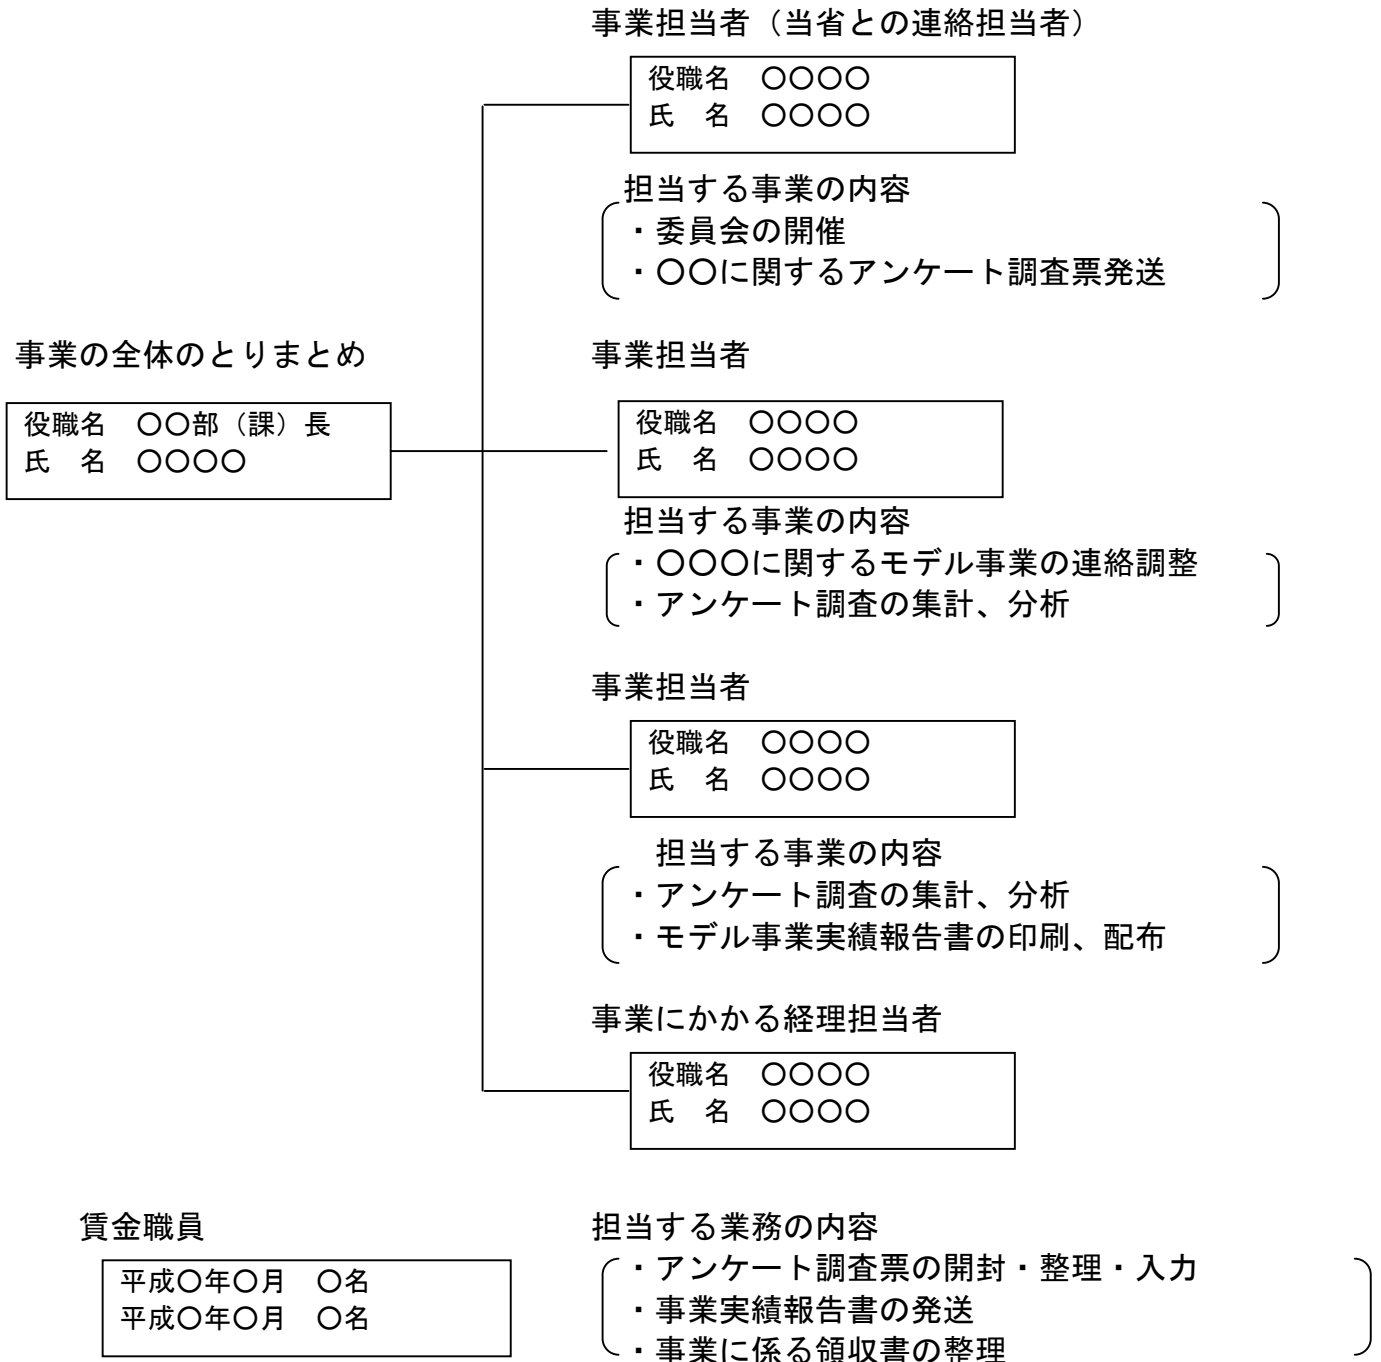 事業担当者（当省との連絡担当者）
役職名　〇〇〇〇
氏　名　〇〇〇〇
担当する事業の内容
・委員会の開催
・〇〇に関するアンケート調査票発送
事業の全体のとりまとめ
役職名　〇〇部（課）長
氏　名　〇〇〇〇
事業担当者
役職名　〇〇〇〇
氏　名　〇〇〇〇
担当する事業の内容
・〇〇〇に関するモデル事業の連絡調整
・アンケート調査の集計、分析
事業担当者
役職名　〇〇〇〇
氏　名　〇〇〇〇
担当する事業の内容
・アンケート調査の集計、分析
・モデル事業実績報告書の印刷、配布
事業にかかる経理担当者
役職名　〇〇〇〇
氏　名　〇〇〇〇
賃金職員
平成〇年〇月　〇名
平成〇年〇月　〇名
担当する業務の内容
・アンケート調査票の開封・整理・入力
・事業実績報告書の発送
・事業に係る領収書の整理